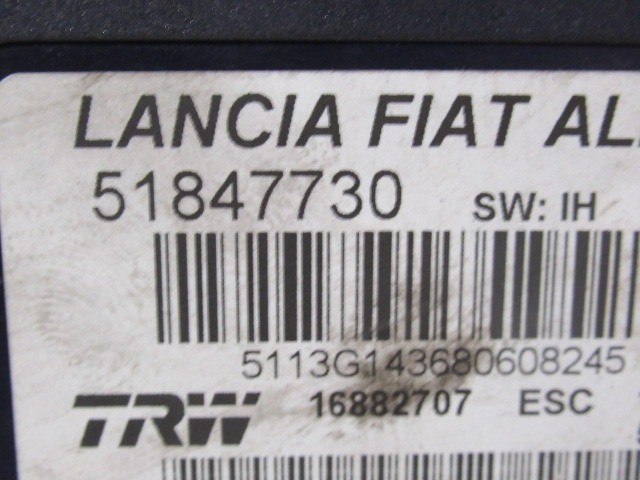 LANCIA FIAT AL
51847730 SW: IH
5113G143680608245
TRW 16882707 ESC